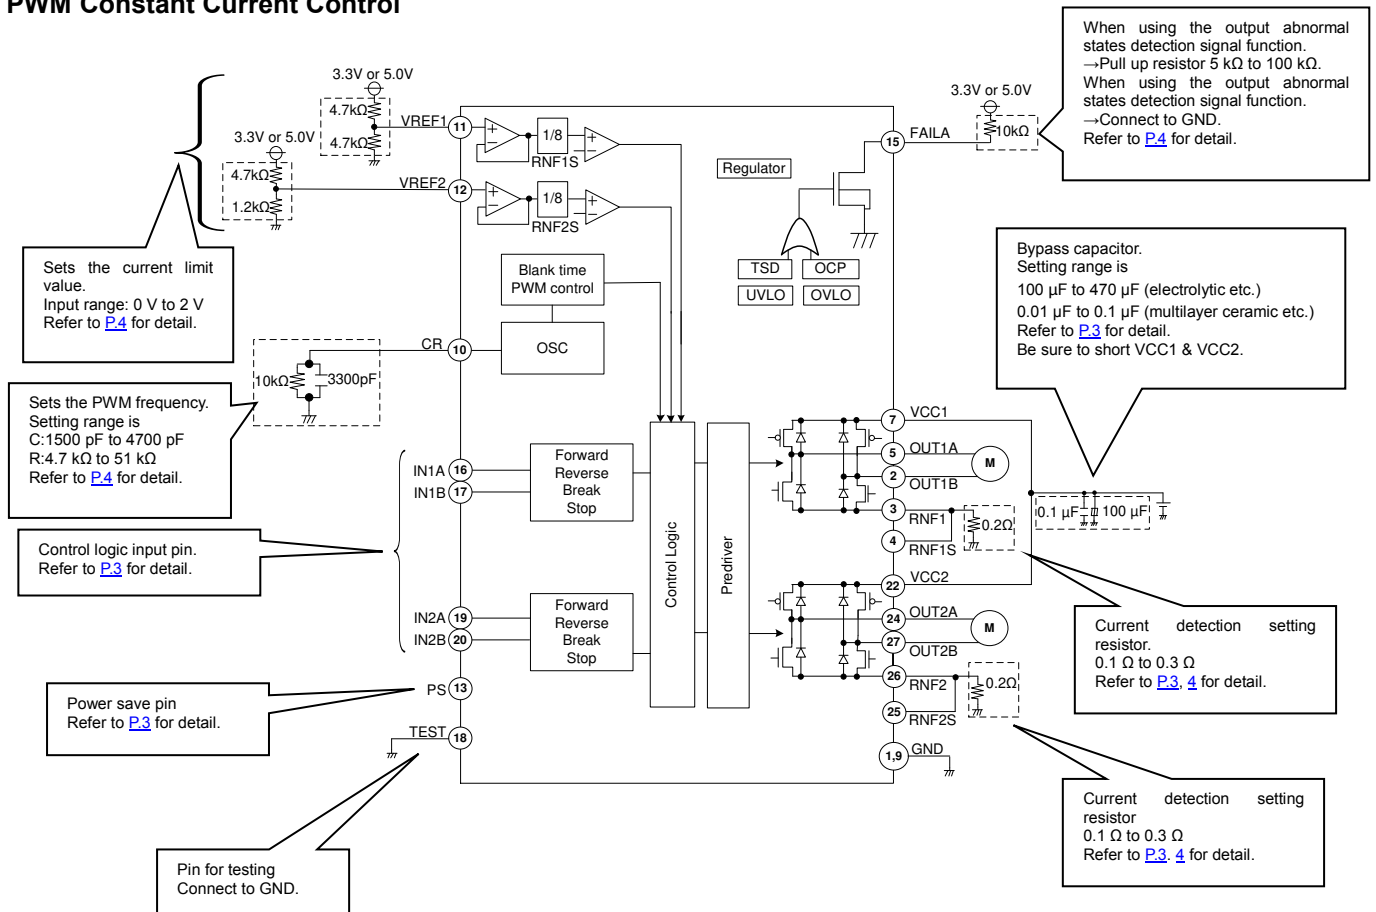 PWM Constant Current Control
When using the output abnormal
states detection signal function.
→Pull up resistor 5 kΩ to 100 kΩ.
When using the output abnormal
states detection signal function.
→Connect to GND.
Refer to P.4 for detail.
3.3V or 5.0V
4.7kΩ
4.7kΩ
VREF1
11
1/8
RNF1S
3.3V or 5.0V
4.7kΩ
1.2kΩ
VREF2
12
1/8
RNF2S
3.3V or 5.0V
10kΩ
FAILA
15
Regulator
TSD
OCP
UVLO
OVLO
Sets the current limit
value.
Input range: 0 V to 2 V
Refer to P.4 for detail.
Bypass capacitor.
Setting range is
100 µF to 470 µF (electrolytic etc.)
0.01 µF to 0.1 µF (multilayer ceramic etc.)
Refer to P.3 for detail.
Be sure to short VCC1 & VCC2.
Blank time
PWM control
OSC
CR
10
10kΩ
3300pF
Sets the PWM frequency.
Setting range is
C:1500 pF to 4700 pF
R:4.7 kΩ to 51 kΩ
Refer to P.4 for detail.
IN1A
16
IN1B
17
Forward
Reverse
Break
Stop
Control logic input pin.
Refer to P.3 for detail.
IN2A
19
IN2B
20
Forward
Reverse
Break
Stop
Control Logic
Predriver
7
VCC1
5
OUT1A
M
2
OUT1B
3
RNF1
0.2Ω
4
RNF1S
0.1 µF
100 µF
22
VCC2
24
OUT2A
M
27
OUT2B
26
RNF2
0.2Ω
25
RNF2S
1,9
GND
Current detection setting
resistor.
0.1 Ω to 0.3 Ω
Refer to P.3, 4 for detail.
PS
13
Power save pin
Refer to P.3 for detail.
TEST
18
Current detection setting
resistor
0.1 Ω to 0.3 Ω
Refer to P.3. 4 for detail.
Pin for testing
Connect to GND.